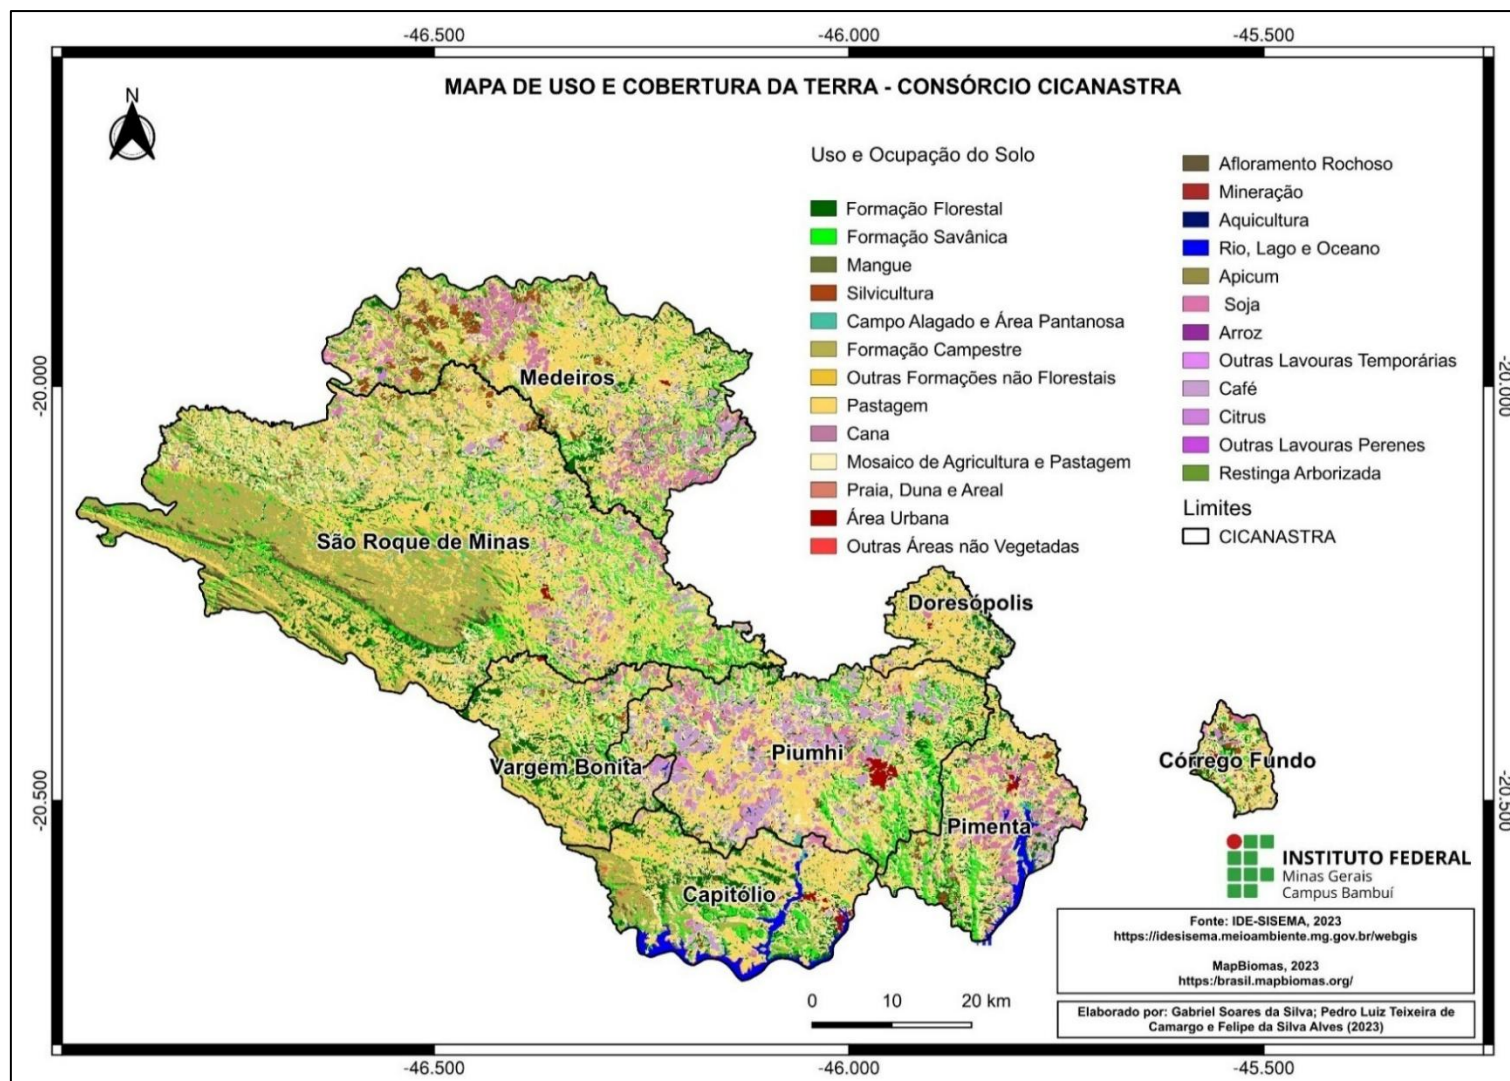 -46.500
-46.000
-45.500
MAPA DE USO E COBERTURA DA TERRA - CONSÓRCIO CICANASTRA
N
Uso e Ocupação do Solo
Formação Florestal
Formação Savânica
Mangue
Silvicultura
Campo Alagado e Área Pantanosa
Formação Campestre
Outras Formações não Florestais
Pastagem
Cana
Mosaico de Agricultura e Pastagem
Praia, Duna e Areal
Área Urbana
Outras Áreas não Vegetadas
Afloramento Rochoso
Mineração
Aquicultura
Rio, Lago e Oceano
Apicum
Soja
Arroz
Outras Lavouras Temporárias
Café
Citrus
Outras Lavouras Perenes
Restinga Arborizada
Limites
CICANASTRA
-20.000
-20.000
Medeiros
São Roque de Minas
Doresópolis
Piumhi
Vargem Bonita
Córrego Fundo
-20.500
-20.500
Pimenta
Capitólio
INSTITUTO FEDERAL
Minas Gerais
Campus Bambuí
Fonte: IDE-SISEMA, 2023
https://idesisema.meioambiente.mg.gov.br/webgis
MapBiomas, 2023
https:/brasil.mapbiomas.org/
0 10 20 km
Elaborado por: Gabriel Soares da Silva; Pedro Luiz Teixeira de
Camargo e Felipe da Silva Alves (2023)
-46.500
-46.000
-45.500